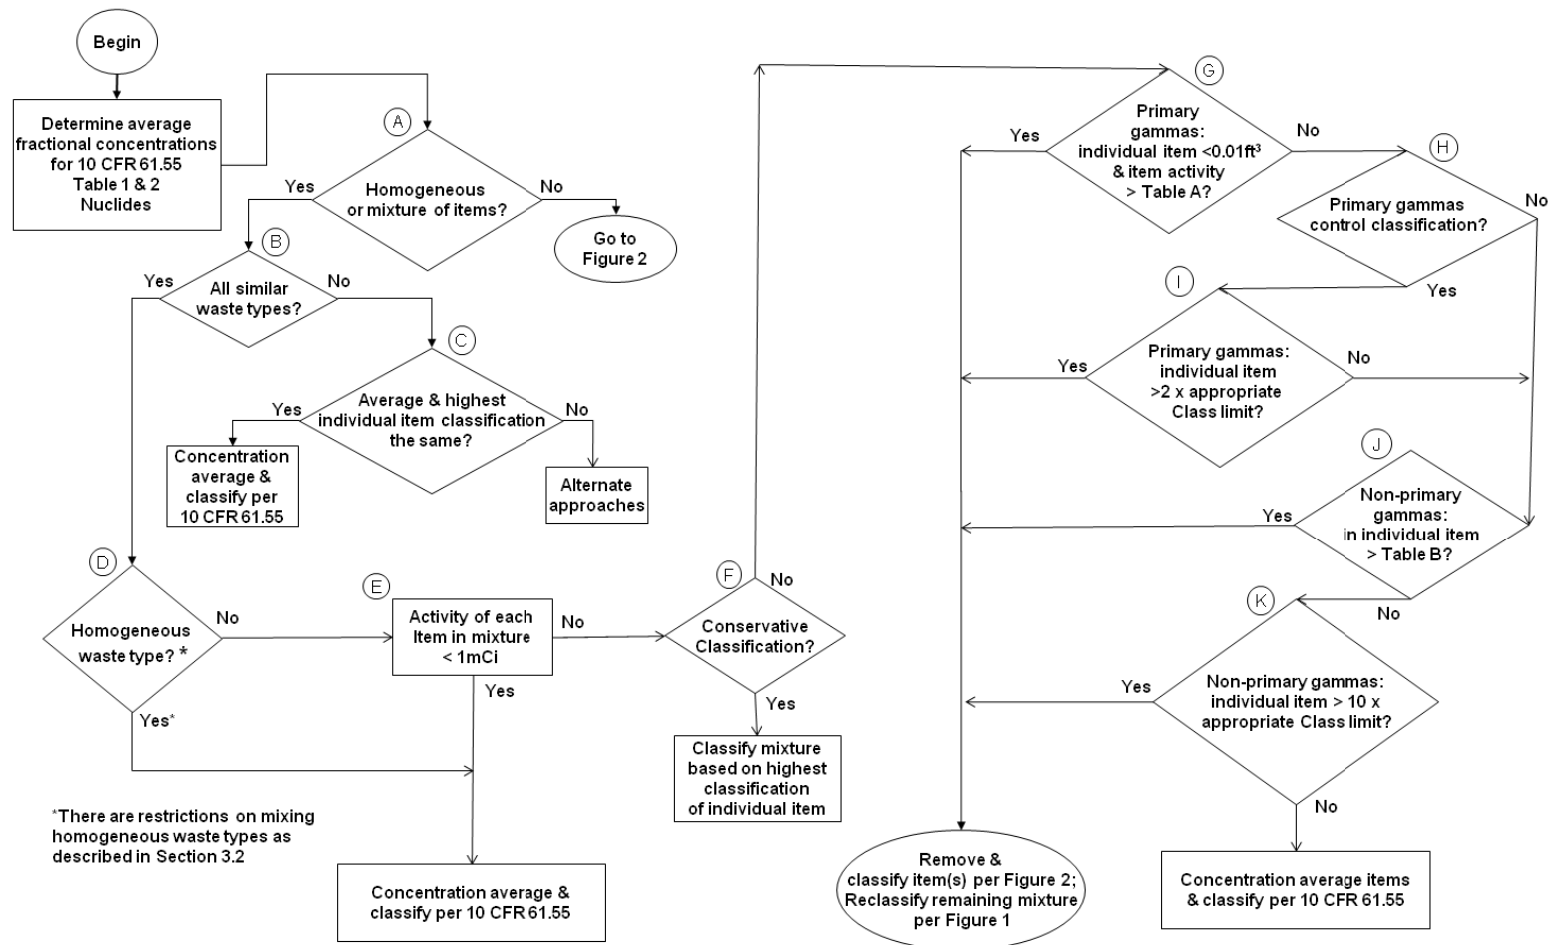 Begin
Determine average
fractional concentrations
for 10 CFR 61.55
Table 1 & 2
Nuclides
A
Homogeneous
or mixture of items?
Yes
No
Go to
Figure 2
B
All similar
waste types?
Yes
No
C
Average & highest
individual item classification
the same?
Yes
No
Concentration
average &
classify per
10 CFR 61.55
Alternate
approaches
D
Homogeneous
waste type? *
No
Yes*
E
Activity of each
Item in mixture
< 1mCi
No
Yes
*There are restrictions on mixing
homogeneous waste types as
described in Section 3.2
Concentration average &
classify per 10 CFR 61.55
F
No
Conservative
Classification?
Yes
Classify mixture
based on highest
classification
of individual item
G
Primary
gammas:
individual item <0.01ft³
& item activity
> Table A?
Yes
No
H
Primary gammas
control classification?
No
Yes
I
Primary gammas:
individual item
>2 x appropriate
Class limit?
Yes
No
J
Non-primary
gammas:
in individual item
> Table B?
Yes
No
K
Non-primary gammas:
individual item > 10 x
appropriate Class limit?
Yes
No
Remove &
classify item(s) per Figure 2;
Reclassify remaining mixture
per Figure 1
Concentration average items
& classify per 10 CFR 61.55